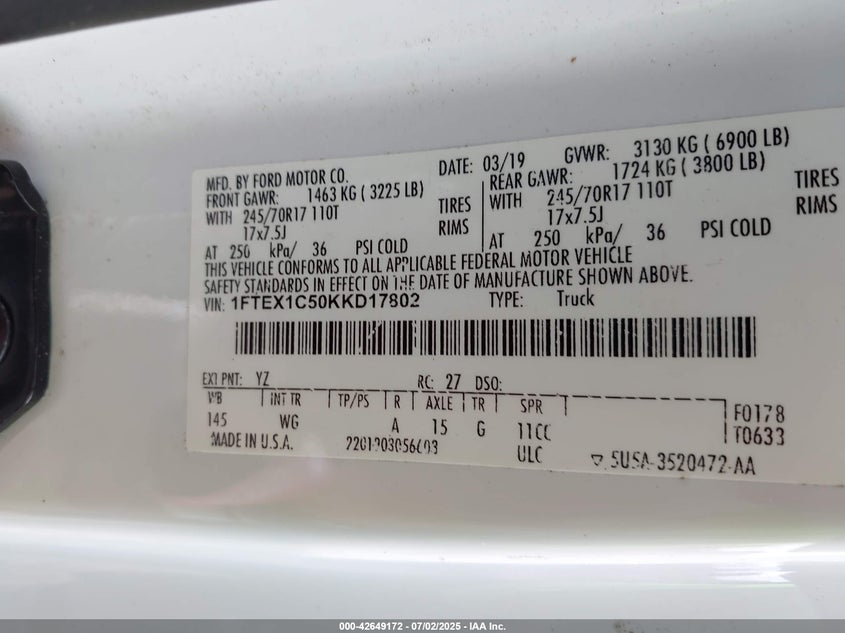 MFD. BY FORD MOTOR CO. DATE: 03/19 GVWR: 3130 KG ( 6900 LB)
FRONT GAWR: 1463 KG ( 3225 LB) REAR GAWR: 1724 KG ( 3800 LB)
WITH 245/70R17 110T TIRES WITH 245/70R17 110T TIRES
17x7.5J RIMS 17x7.5J RIMS
AT 250 kPa/ 36 PSI COLD AT 250 kPa/ 36 PSI COLD
THIS VEHICLE CONFORMS TO ALL APPLICABLE FEDERAL MOTOR VEHICLE
SAFETY STANDARDS IN EFFECT ON THE DATE OF MANUFACTURE SHOWN ABOVE.
VIN: 1FTEX1C50KKD17802 TYPE: Truck
EXT PNT: YZ RC: 27 DSO:
WB INT TR TP/PS R AXLE TR SPR F0178
145 WG A 15 G 11CC T0633
MADE IN U.S.A. ULC 5U5A-3520472-AA
000-42649172 - 07/02/2025 - IAA Inc.